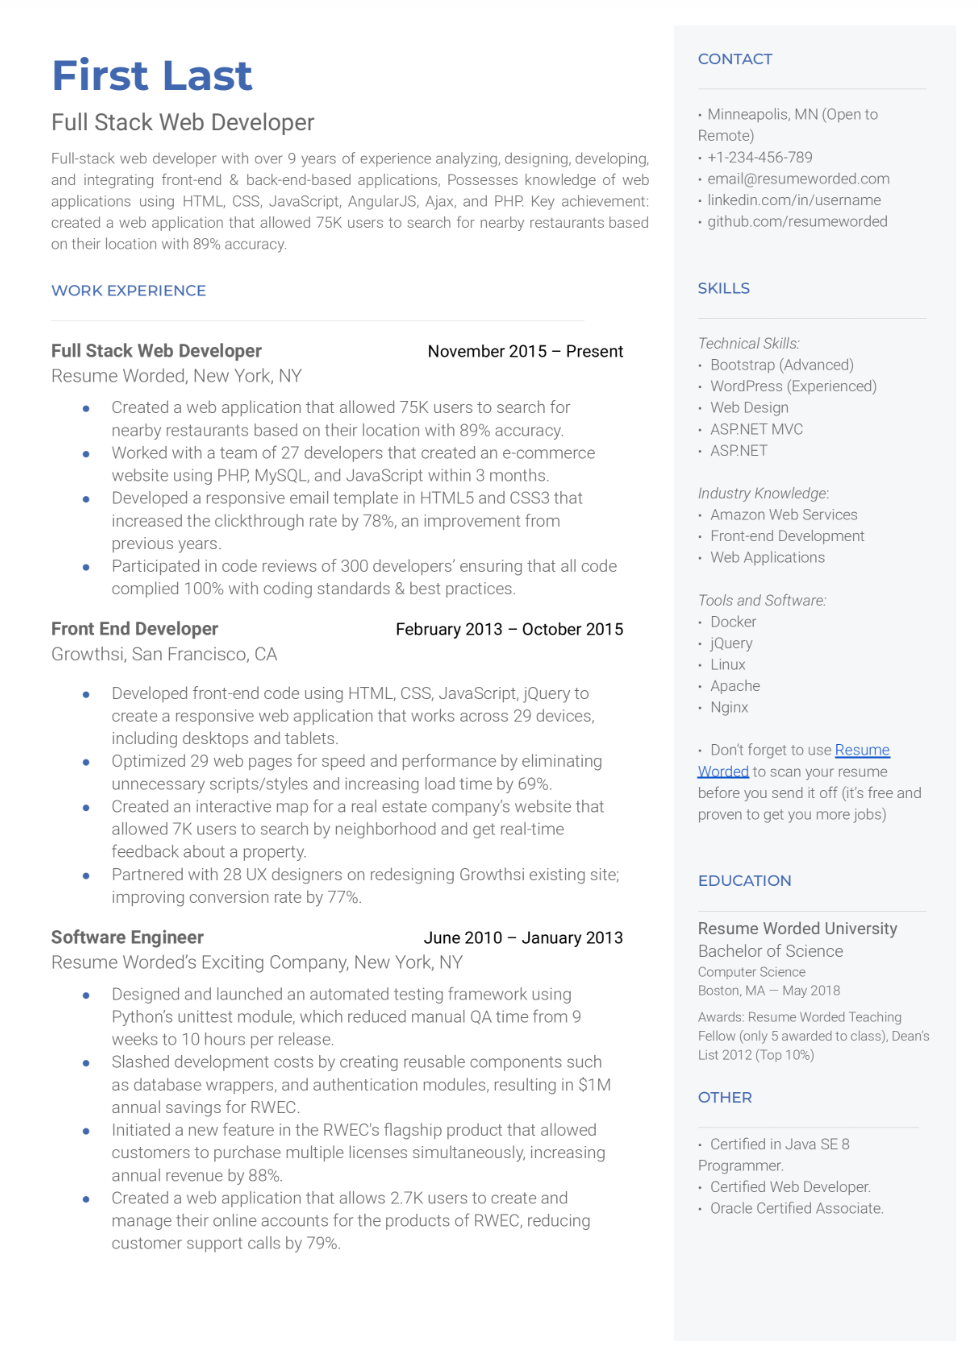 First Last
Full Stack Web Developer
Full-stack web developer with over 9 years of experience analyzing, designing, developing,
and integrating front-end & back-end-based applications, Possesses knowledge of web
applications using HTML, CSS, JavaScript, AngularJS, Ajax, and PHP. Key achievement:
created a web application that allowed 75K users to search for nearby restaurants based
on their location with 89% accuracy.
WORK EXPERIENCE
Full Stack Web Developer November 2015 – Present
Resume Worded, New York, NY
• Created a web application that allowed 75K users to search for
nearby restaurants based on their location with 89% accuracy.
• Worked with a team of 27 developers that created an e-commerce
website using PHP, MySQL, and JavaScript within 3 months.
• Developed a responsive email template in HTML5 and CSS3 that
increased the clickthrough rate by 78%, an improvement from
previous years.
• Participated in code reviews of 300 developers’ ensuring that all code
complied 100% with coding standards & best practices.
Front End Developer February 2013 – October 2015
Growthsi, San Francisco, CA
• Developed front-end code using HTML, CSS, JavaScript, jQuery to
create a responsive web application that works across 29 devices,
including desktops and tablets.
• Optimized 29 web pages for speed and performance by eliminating
unnecessary scripts/styles and increasing load time by 69%.
• Created an interactive map for a real estate company’s website that
allowed 7K users to search by neighborhood and get real-time
feedback about a property.
• Partnered with 28 UX designers on redesigning Growthsi existing site;
improving conversion rate by 77%.
Software Engineer June 2010 – January 2013
Resume Worded’s Exciting Company, New York, NY
• Designed and launched an automated testing framework using
Python’s unittest module, which reduced manual QA time from 9
weeks to 10 hours per release.
• Slashed development costs by creating reusable components such
as database wrappers, and authentication modules, resulting in $1M
annual savings for RWEC.
• Initiated a new feature in the RWEC's flagship product that allowed
customers to purchase multiple licenses simultaneously, increasing
annual revenue by 88%.
• Created a web application that allows 2.7K users to create and
manage their online accounts for the products of RWEC, reducing
customer support calls by 79%.
CONTACT
• Minneapolis, MN (Open to
Remote)
• +1-234-456-789
• email@resumeworded.com
• linkedin.com/in/username
• github.com/resumeworded
SKILLS
Technical Skills:
• Bootstrap (Advanced)
• WordPress (Experienced)
• Web Design
• ASP.NET MVC
• ASP.NET
Industry Knowledge:
• Amazon Web Services
• Front-end Development
• Web Applications
Tools and Software:
• Docker
• jQuery
• Linux
• Apache
• Nginx
• Don't forget to use Resume
Worded to scan your resume
before you send it off (it's free and
proven to get you more jobs)
EDUCATION
Resume Worded University
Bachelor of Science
Computer Science
Boston, MA — May 2018
Awards: Resume Worded Teaching
Fellow (only 5 awarded to class), Dean's
List 2012 (Top 10%)
OTHER
• Certified in Java SE 8
Programmer.
• Certified Web Developer.
• Oracle Certified Associate.